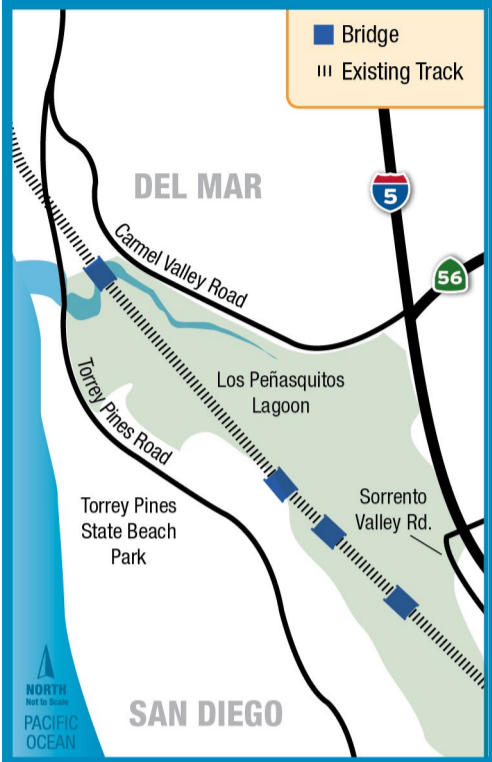 Bridge
Existing Track
5
DEL MAR
Carmel Valley Road
56
Los Peñasquitos
Lagoon
Torrey Pines Road
Sorrento
Valley Rd.
Torrey Pines
State Beach
Park
NORTH
Not to Scale
PACIFIC
OCEAN
SAN DIEGO